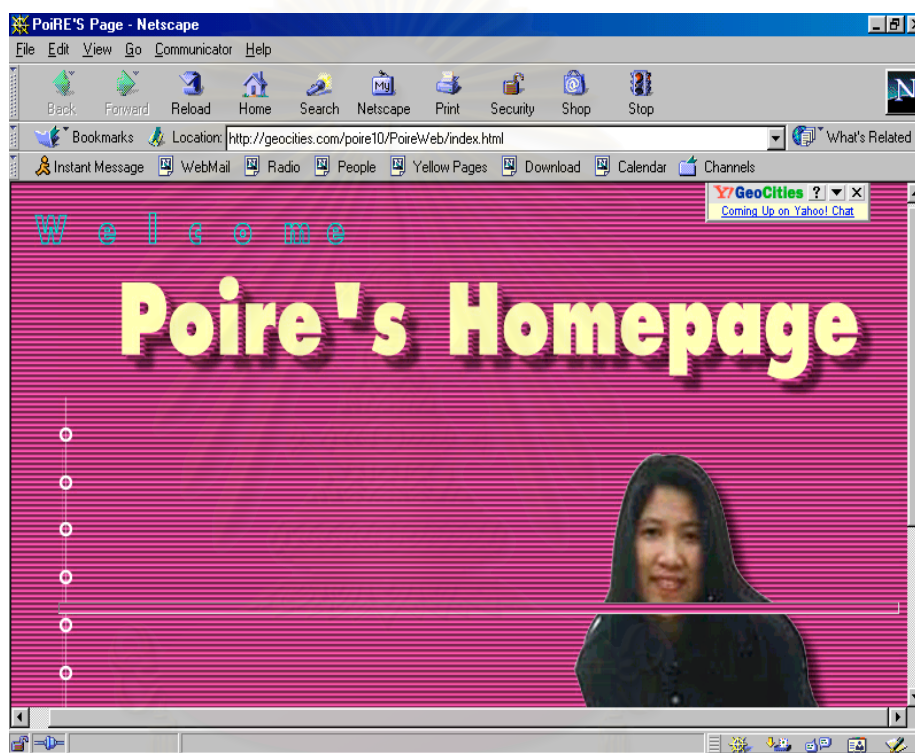 PoiRE'S Page - Netscape
File Edit View Go Communicator Help
Back Forward Reload Home Search My Netscape Print Security Shop Stop N
Bookmarks Location: http://geocities.com/poire10/PoireWeb/index.html What's Related
Instant Message WebMail Radio People Yellow Pages Download Calendar Channels
Y? GeoCities ?
Coming Up on Yahoo! Chat
Welcome
Poire's Homepage